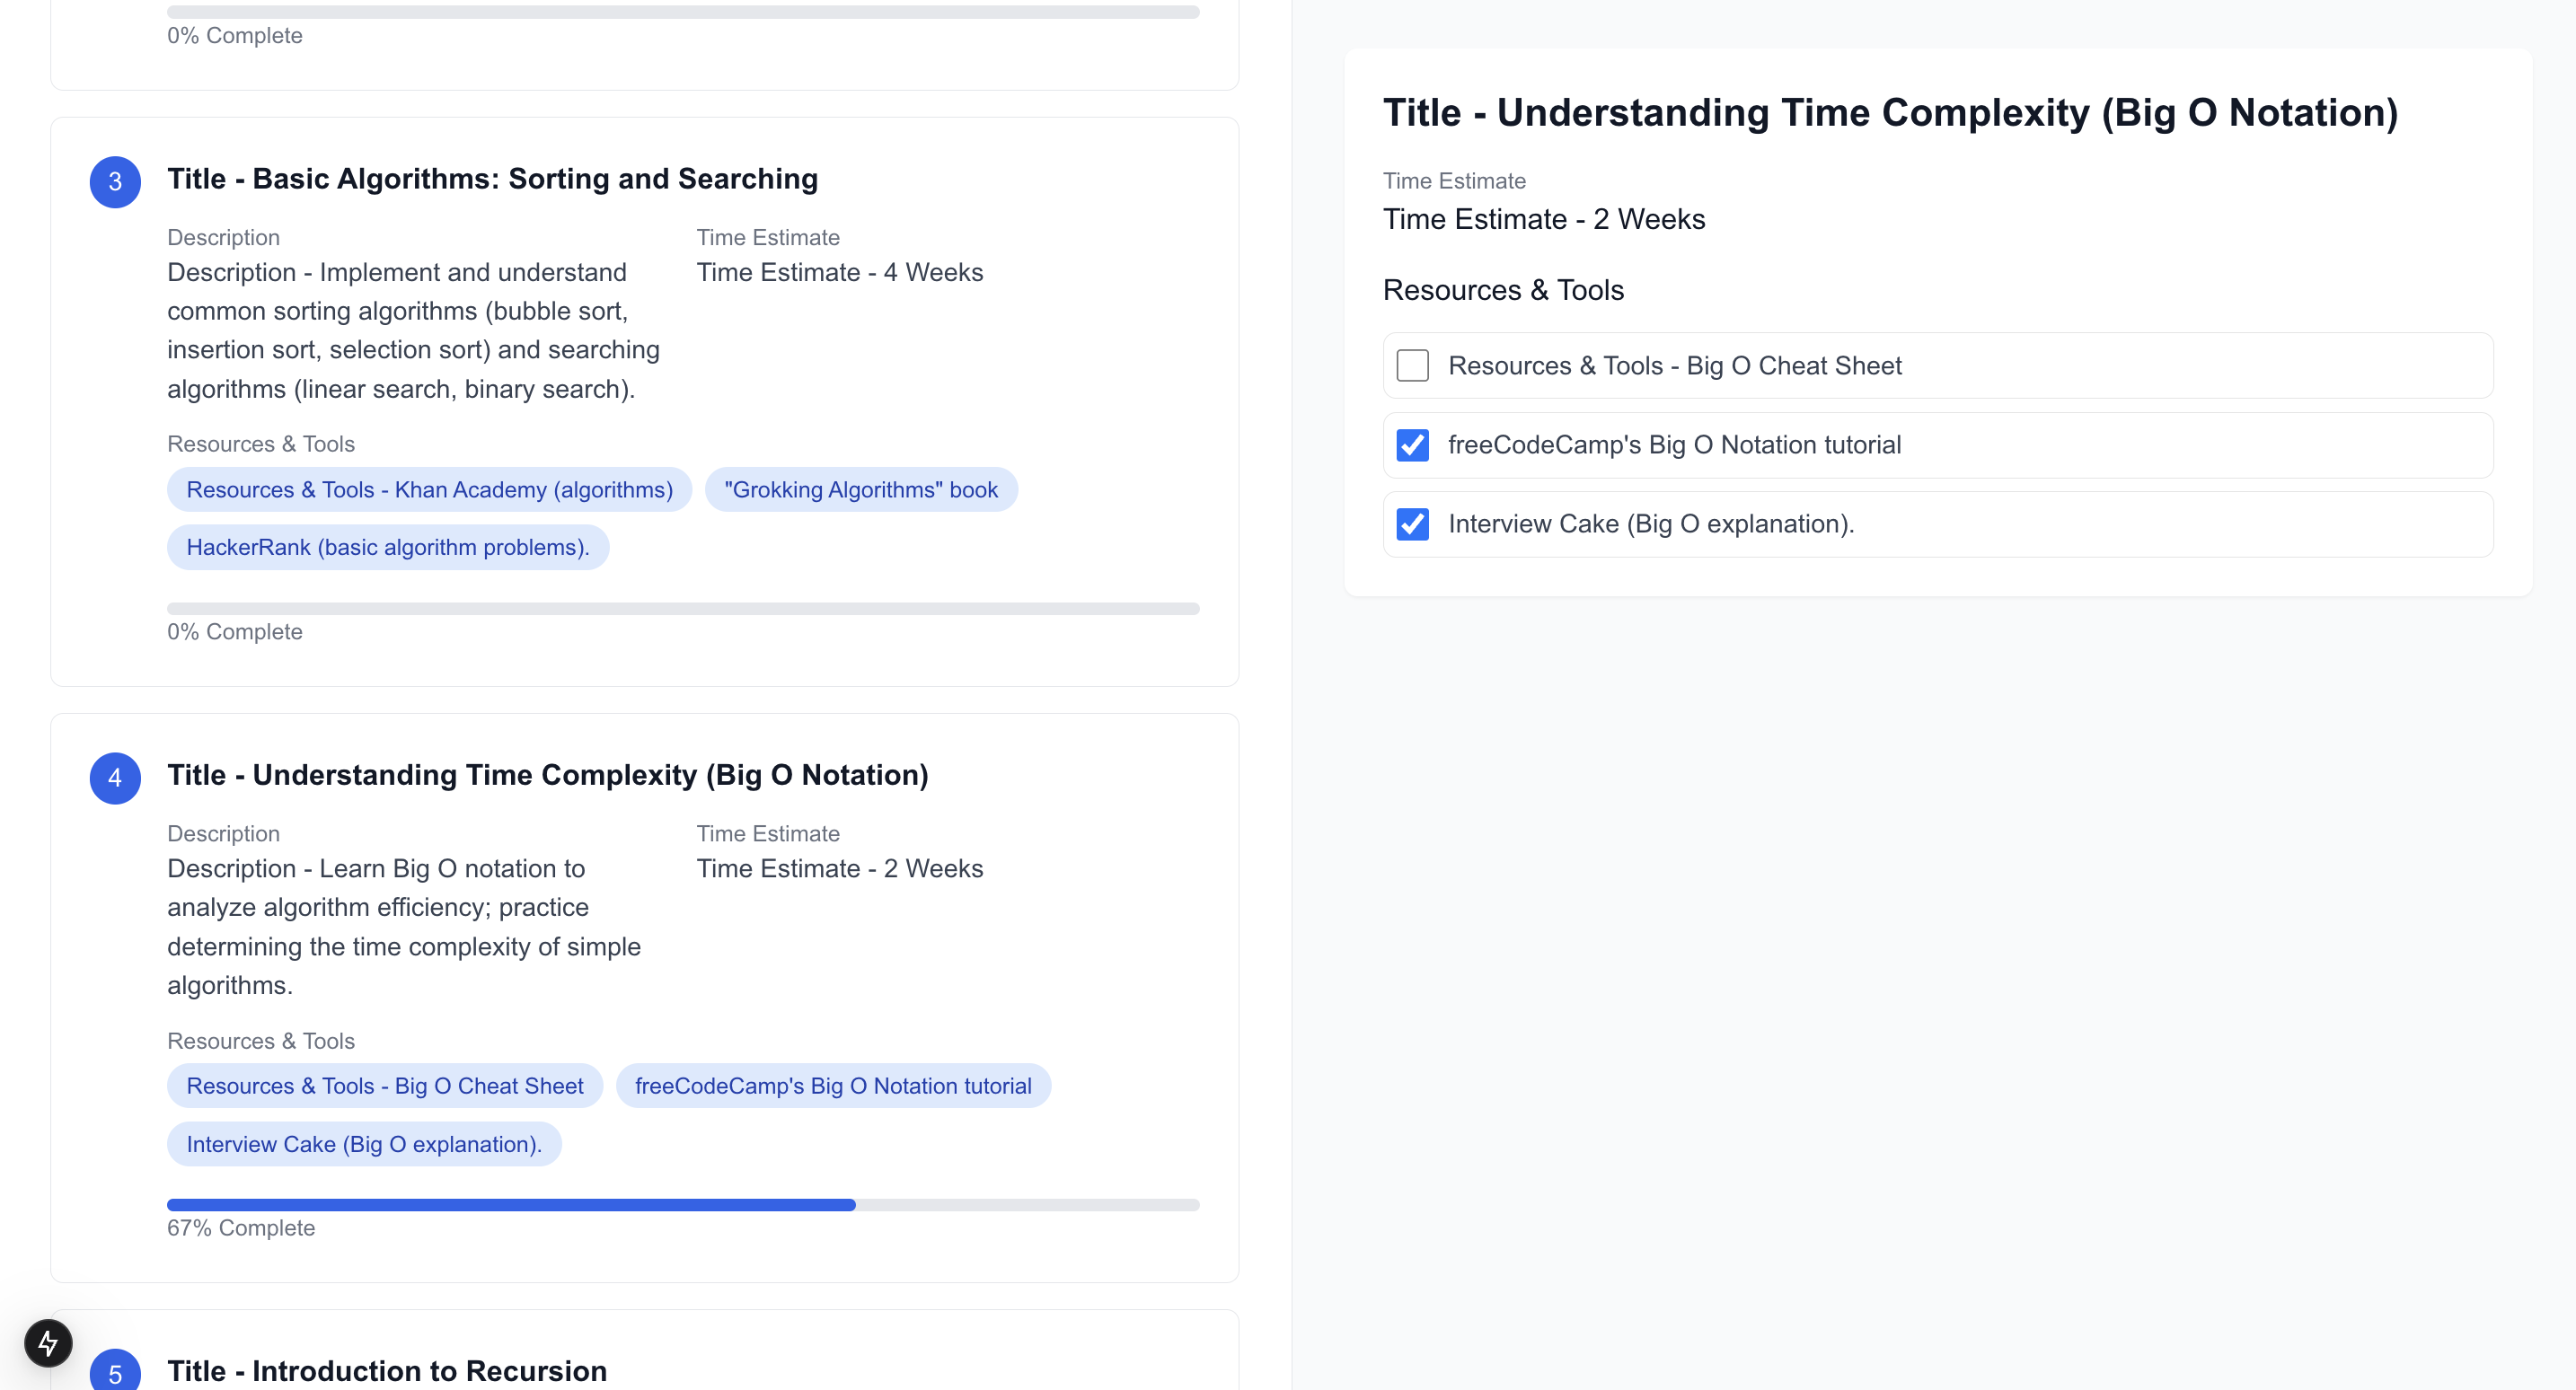 0% Complete
3
Title - Basic Algorithms: Sorting and Searching
Description
Description - Implement and understand
common sorting algorithms (bubble sort,
insertion sort, selection sort) and searching
algorithms (linear search, binary search).
Time Estimate
Time Estimate - 4 Weeks
Resources & Tools
Resources & Tools - Khan Academy (algorithms)
"Grokking Algorithms" book
HackerRank (basic algorithm problems).
0% Complete
4
Title - Understanding Time Complexity (Big O Notation)
Description
Description - Learn Big O notation to
analyze algorithm efficiency; practice
determining the time complexity of simple
algorithms.
Time Estimate
Time Estimate - 2 Weeks
Resources & Tools
Resources & Tools - Big O Cheat Sheet
freeCodeCamp's Big O Notation tutorial
Interview Cake (Big O explanation).
67% Complete
5
Title - Introduction to Recursion
Title - Understanding Time Complexity (Big O Notation)
Time Estimate
Time Estimate - 2 Weeks
Resources & Tools
Resources & Tools - Big O Cheat Sheet
freeCodeCamp's Big O Notation tutorial
Interview Cake (Big O explanation).